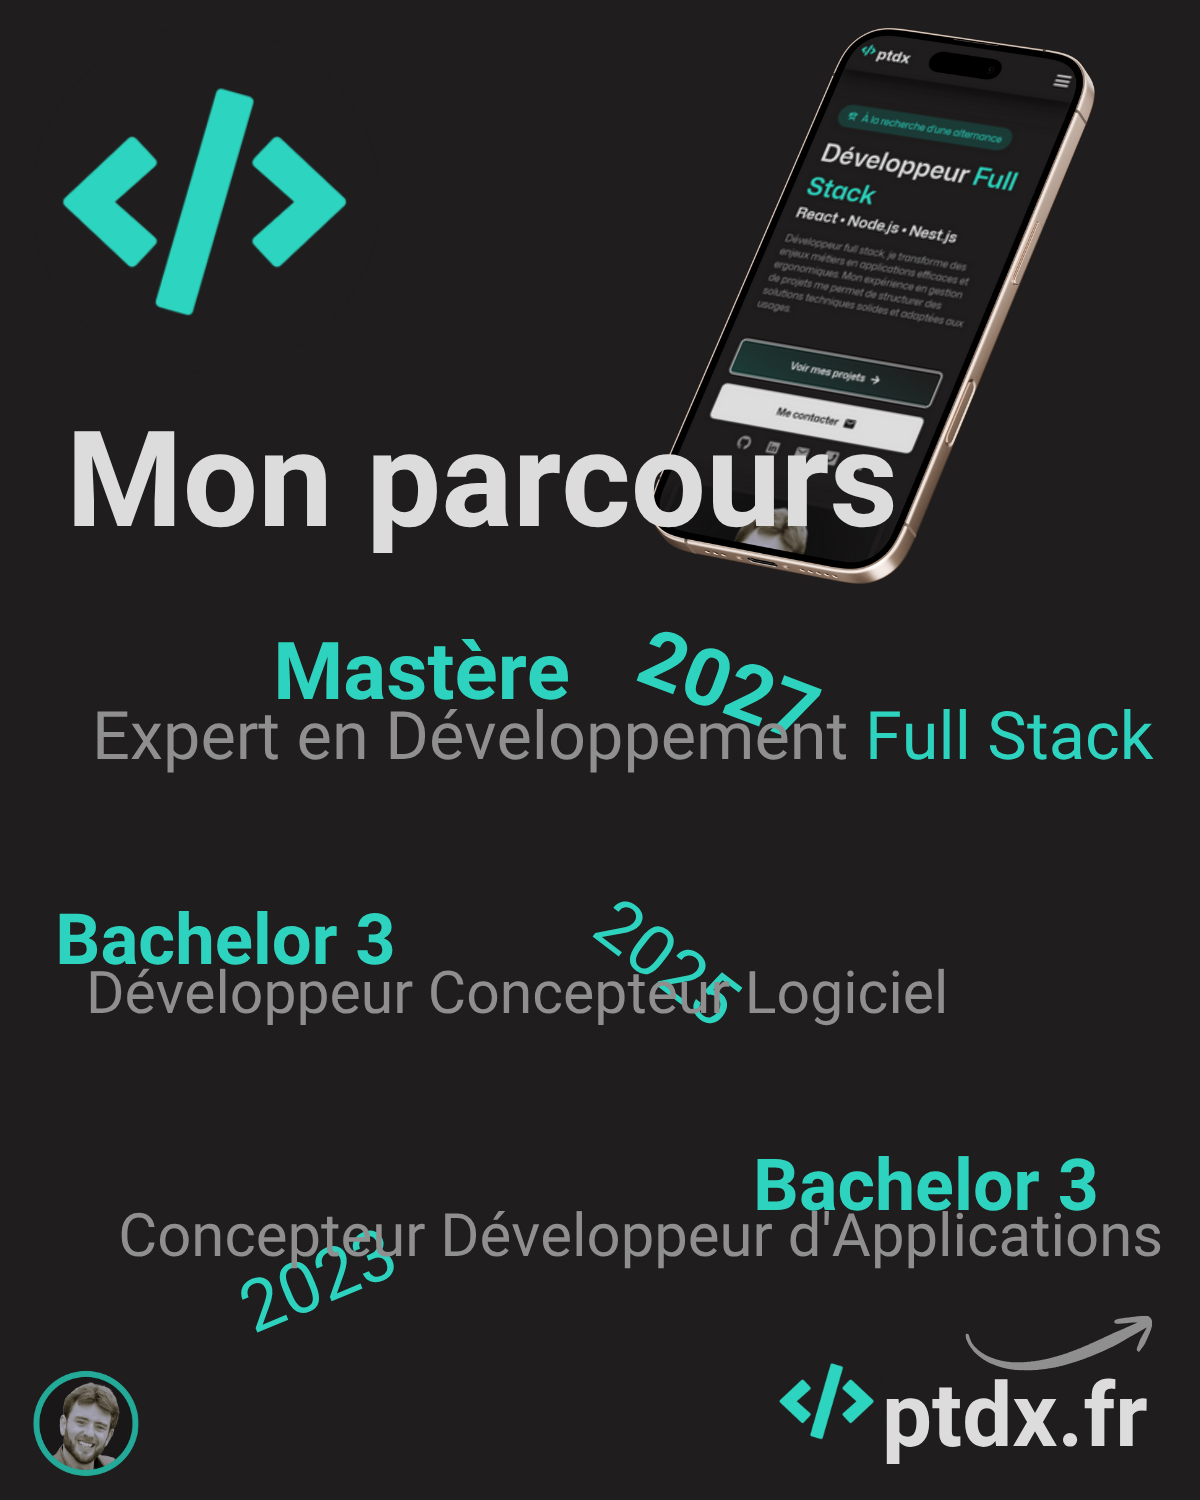 </>
</>ptdx
À la recherche d'une alternance
Développeur Full
Stack
React • Node.js • Nest.js
Développeur full stack, je transforme des
enjeux métiers en applications efficaces et
ergonomiques. Mon expérience en gestion
de projets me permet de structurer des
solutions techniques solides et adaptées aux
usages.
Voir mes projets →
Me contacter
Mon parcours
Mastère 2027
Expert en Développement Full Stack
Bachelor 3 2025
Développeur Concepteur Logiciel
Bachelor 3
Concepteur Développeur d'Applications
2023
</>ptdx.fr